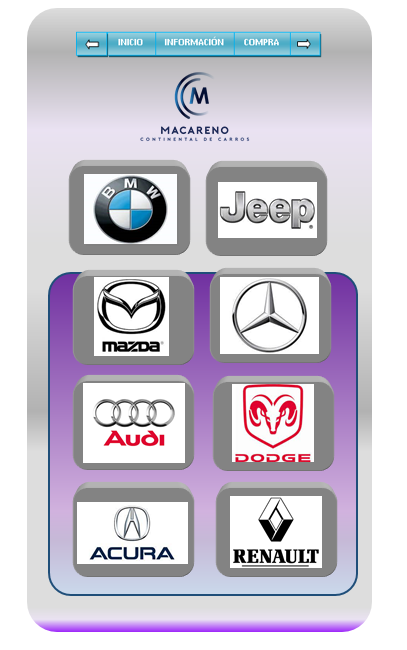 INICIO INFORMACIÓN COMPRA
M
MACARENO
CONTINENTAL DE CARROS
BMW
Jeep
mazda
Audi
DODGE
ACURA
RENAULT